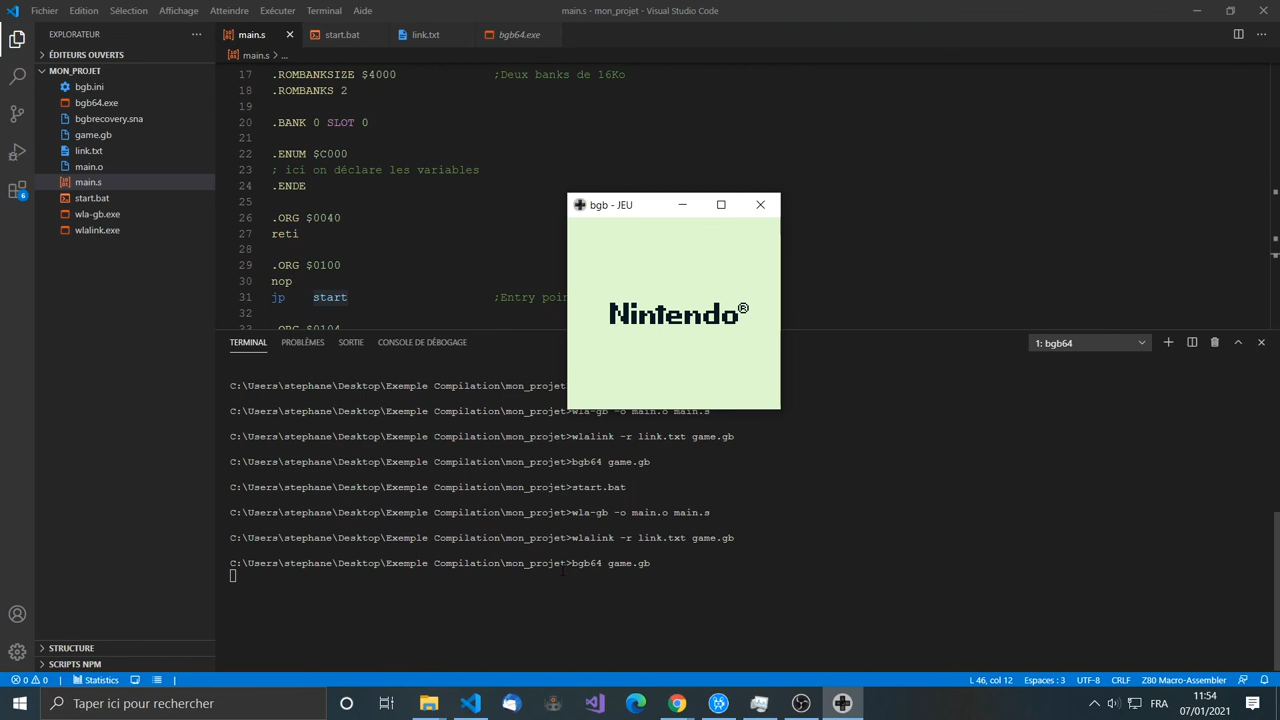 Fichier Edition Sélection Affichage Atteindre Exécuter Terminal Aide
main.s - mon_projet - Visual Studio Code
EXPLORATEUR
ÉDITEURS OUVERTS
MON_PROJET
bgb.ini
bgb64.exe
bgbrecovery.sna
game.gb
link.txt
main.o
main.s
start.bat
wla-gb.exe
wlalink.exe
STRUCTURE
SCRIPTS NPM
6
main.s start.bat link.txt bgb64.exe
main.s > ...
17 .ROMBANKSIZE $4000 ;Deux banks de 16Ko
18 .ROMBANKS 2
19
20 .BANK 0 SLOT 0
21
22 .ENUM $C000
23 ; ici on déclare les variables
24 .ENDE
25
26 .ORG $0040
27 reti
28
29 .ORG $0100
30 nop
31 jp start ;Entry poin
32
33 .ORG $0104
bgb - JEU
Nintendo®
TERMINAL PROBLÈMES SORTIE CONSOLE DE DÉBOGAGE
1: bgb64
C:\Users\stephane\Desktop\Exemple Compilation\mon_projet
C:\Users\stephane\Desktop\Exemple Compilation\mon_projet>wla-gb -o main.o main.s
C:\Users\stephane\Desktop\Exemple Compilation\mon_projet>wlalink -r link.txt game.gb
C:\Users\stephane\Desktop\Exemple Compilation\mon_projet>bgb64 game.gb
C:\Users\stephane\Desktop\Exemple Compilation\mon_projet>start.bat
C:\Users\stephane\Desktop\Exemple Compilation\mon_projet>wla-gb -o main.o main.s
C:\Users\stephane\Desktop\Exemple Compilation\mon_projet>wlalink -r link.txt game.gb
C:\Users\stephane\Desktop\Exemple Compilation\mon_projet>bgb64 game.gb
0 0 Statistics
L 46, col 12 Espaces : 3 UTF-8 CRLF Z80 Macro-Assembler
Taper ici pour rechercher
FRA
11:54
07/01/2021